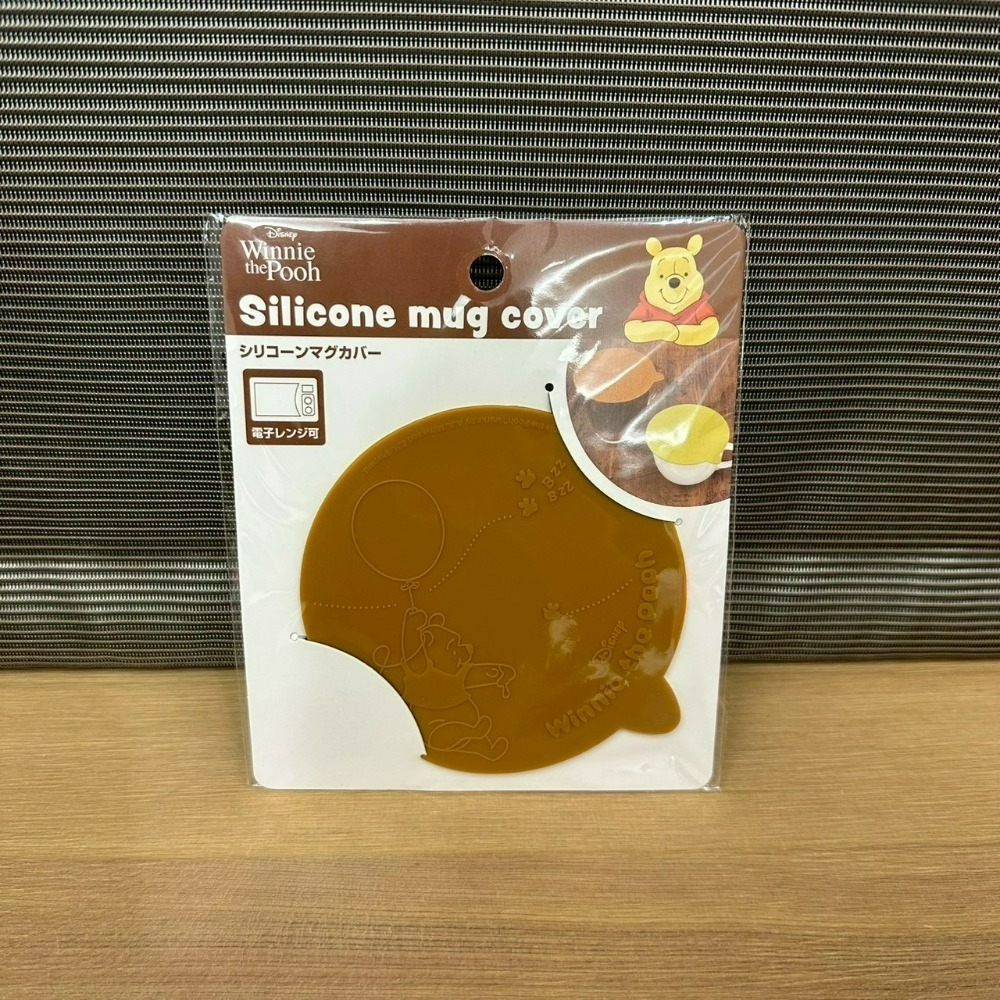 Disney
Winnie
the Pooh
Silicone mug cover
シリコーンマグカバー
電子レンジ可
Bzz
Bzz
©Disney
Winnie the Pooh